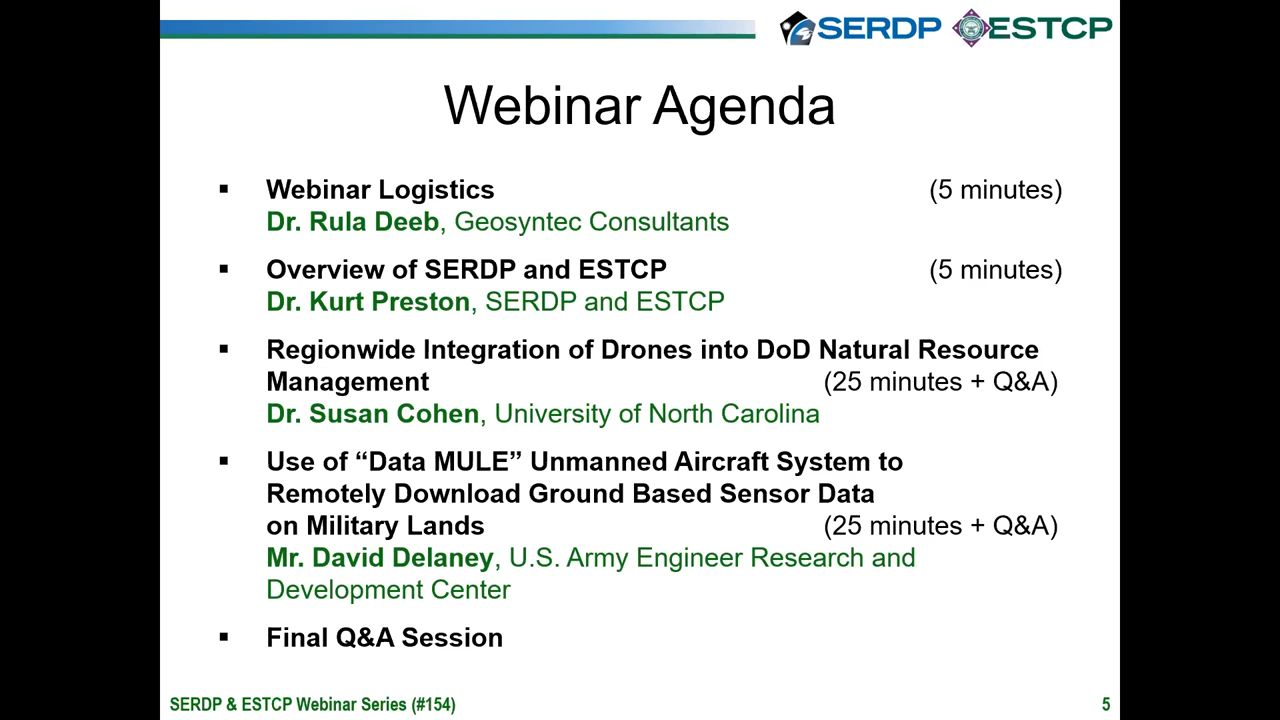 SERDP ESTCP
Webinar Agenda
▪ Webinar Logistics (5 minutes)
Dr. Rula Deeb, Geosyntec Consultants
▪ Overview of SERDP and ESTCP (5 minutes)
Dr. Kurt Preston, SERDP and ESTCP
▪ Regionwide Integration of Drones into DoD Natural Resource
Management (25 minutes + Q&A)
Dr. Susan Cohen, University of North Carolina
▪ Use of “Data MULE” Unmanned Aircraft System to
Remotely Download Ground Based Sensor Data
on Military Lands (25 minutes + Q&A)
Mr. David Delaney, U.S. Army Engineer Research and
Development Center
▪ Final Q&A Session
SERDP & ESTCP Webinar Series (#154) 5